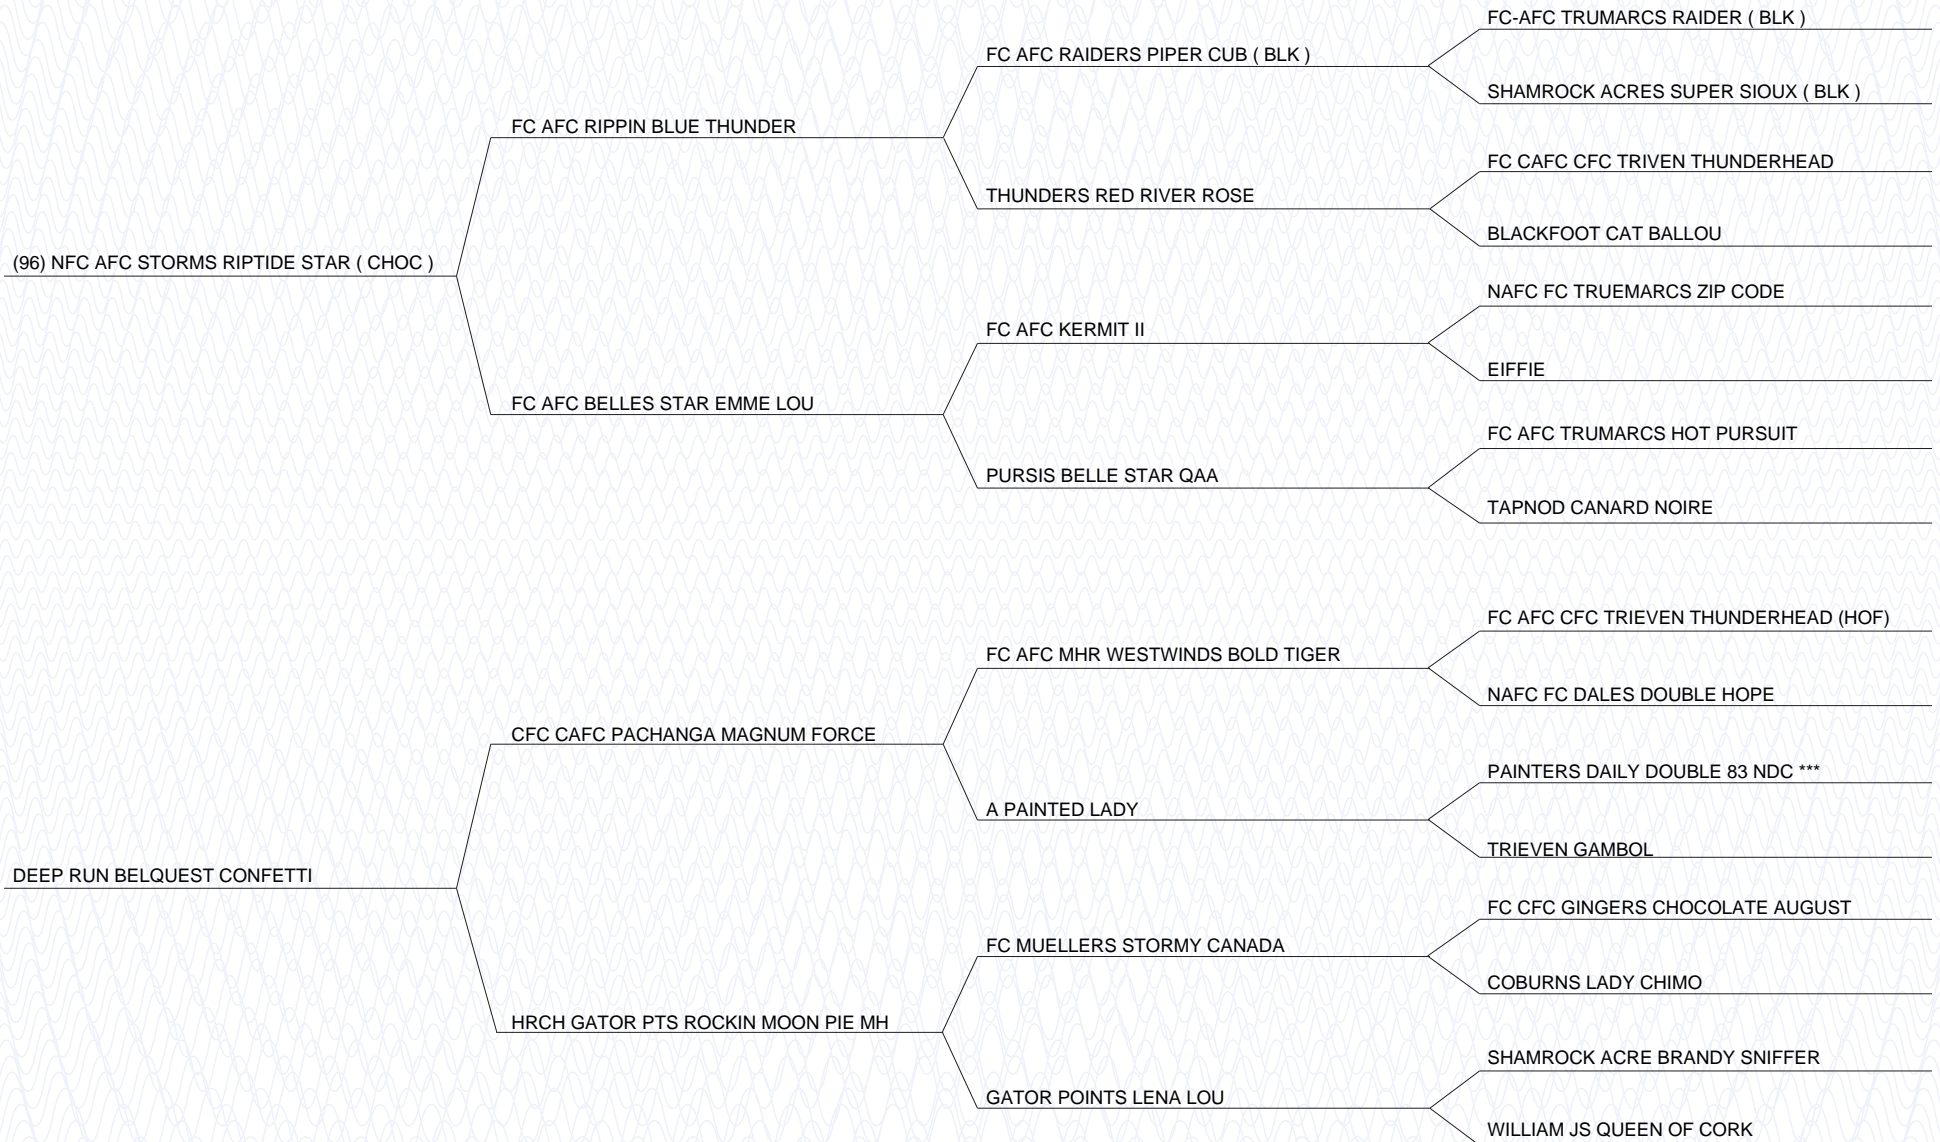 FC-AFC TRUMARCS RAIDER ( BLK )
FC AFC RAIDERS PIPER CUB ( BLK )
SHAMROCK ACRES SUPER SIOUX ( BLK )
FC AFC RIPPIN BLUE THUNDER
FC CAFC CFC TRIVEN THUNDERHEAD
THUNDERS RED RIVER ROSE
BLACKFOOT CAT BALLOU
(96) NFC AFC STORMS RIPTIDE STAR ( CHOC )
NAFC FC TRUEMARCS ZIP CODE
FC AFC KERMIT II
EIFFIE
FC AFC BELLES STAR EMME LOU
FC AFC TRUMARCS HOT PURSUIT
PURSIS BELLE STAR QAA
TAPNOD CANARD NOIRE
FC AFC CFC TRIEVEN THUNDERHEAD (HOF)
FC AFC MHR WESTWINDS BOLD TIGER
NAFC FC DALES DOUBLE HOPE
CFC CAFC PACHANGA MAGNUM FORCE
PAINTERS DAILY DOUBLE 83 NDC ***
A PAINTED LADY
TRIEVEN GAMBOL
DEEP RUN BELQUEST CONFETTI
FC CFC GINGERS CHOCOLATE AUGUST
FC MUELLERS STORMY CANADA
COBURNS LADY CHIMO
HRCH GATOR PTS ROCKIN MOON PIE MH
SHAMROCK ACRE BRANDY SNIFFER
GATOR POINTS LENA LOU
WILLIAM JS QUEEN OF CORK